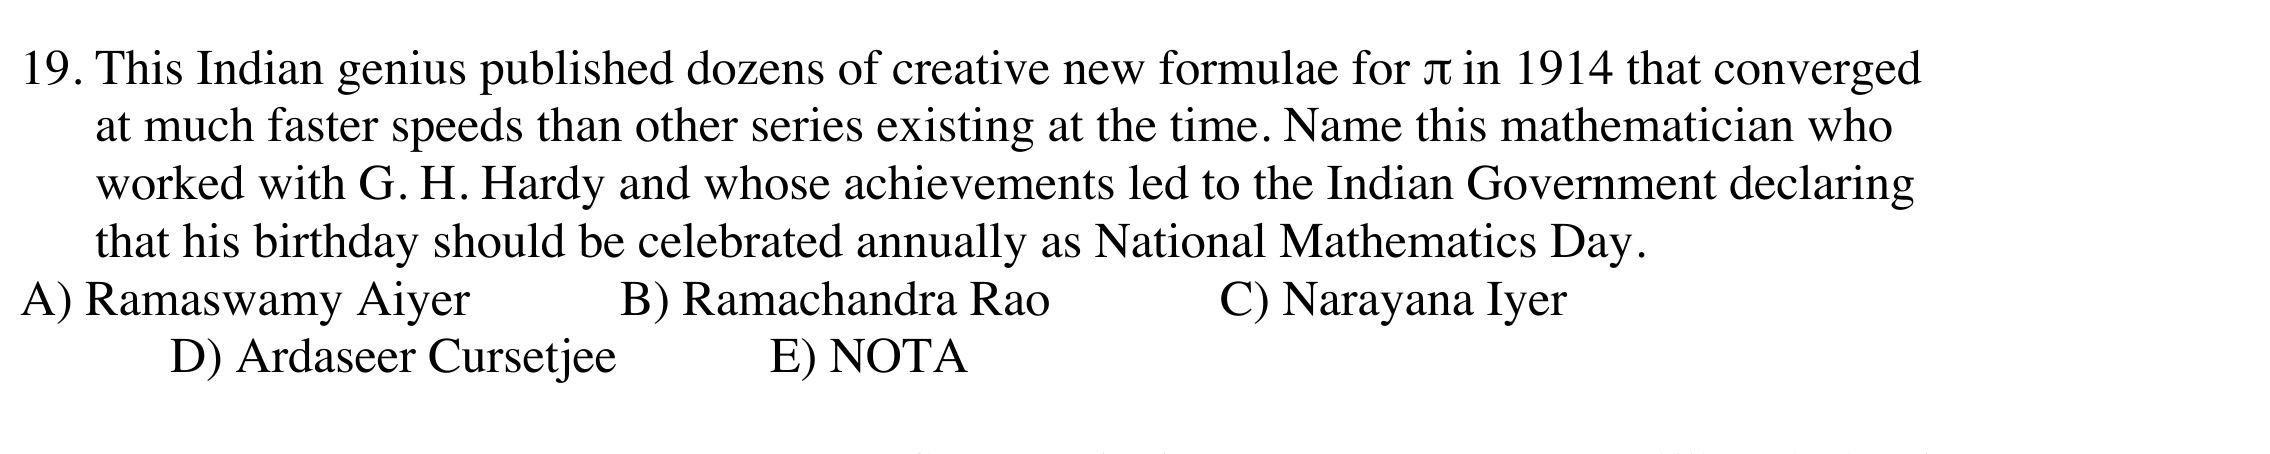 19. This Indian genius published dozens of creative new formulae for π in 1914 that converged
at much faster speeds than other series existing at the time. Name this mathematician who
worked with G. H. Hardy and whose achievements led to the Indian Government declaring
that his birthday should be celebrated annually as National Mathematics Day.
A) Ramaswamy Aiyer B) Ramachandra Rao C) Narayana Iyer
D) Ardaseer Cursetjee E) NOTA